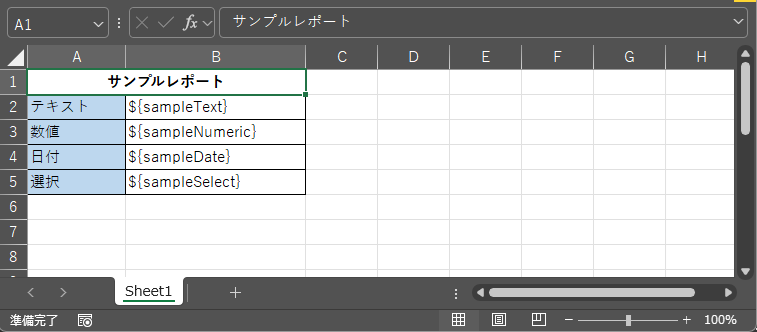 A1 fx サンプルレポート
A B C D E F G H
1 サンプルレポート
2 テキスト ${sampleText}
3 数値 ${sampleNumeric}
4 日付 ${sampleDate}
5 選択 ${sampleSelect}
6
7
8
Sheet1
準備完了 100%